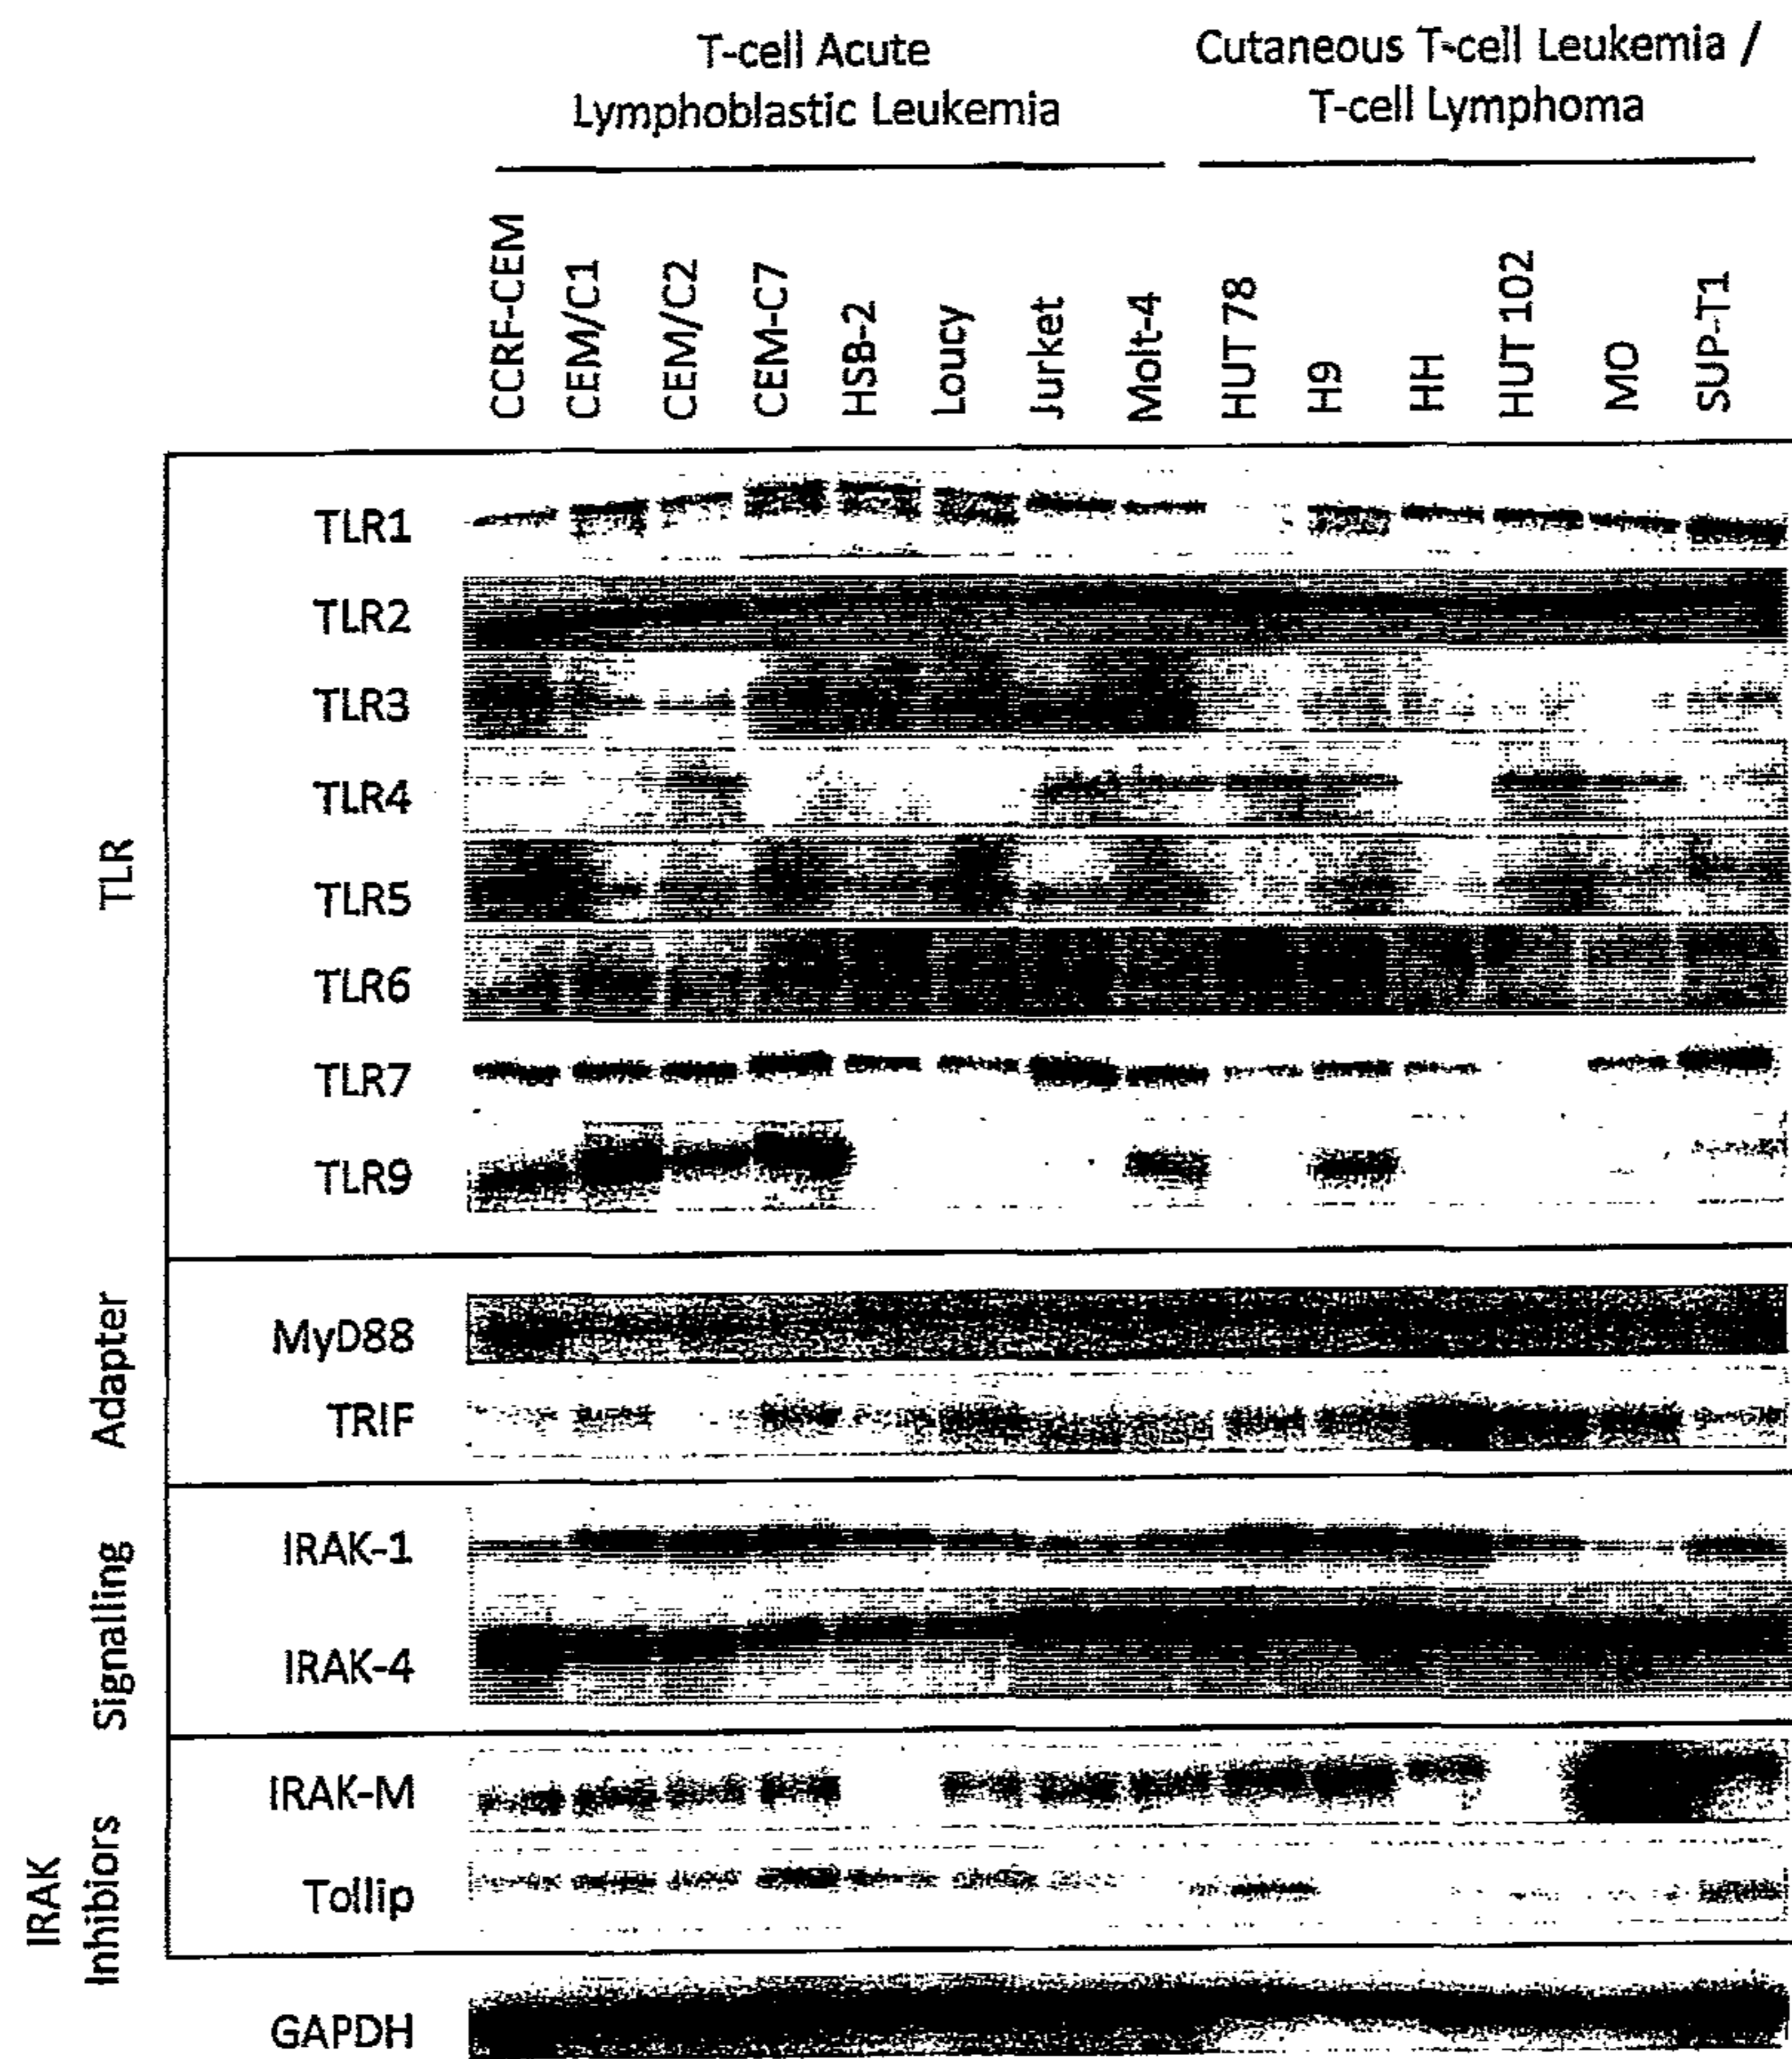 T-cell Acute
Lymphoblastic Leukemia
Cutaneous T-cell Leukemia /
T-cell Lymphoma
CCRF-CEM
CEM/C1
CEM/C2
CEM-C7
HSB-2
Loucy
Jurket
Molt-4
HUT 78
H9
HH
HUT 102
MO
SUP-T1
TLR
TLR1
TLR2
TLR3
TLR4
TLR5
TLR6
TLR7
TLR9
Adapter
MyD88
TRIF
Signalling
IRAK-1
IRAK-4
IRAK
Inhibiors
IRAK-M
Tollip
GAPDH